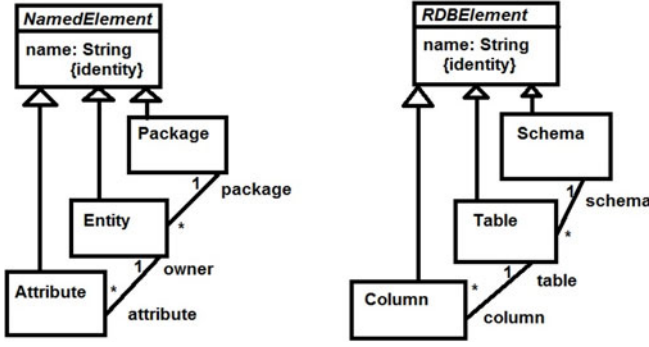 NamedElement
name: String
{identity}
Package
1
package
Entity
*
1
owner
Attribute
*
attribute
RDBElement
name: String
{identity}
Schema
1
schema
Table
*
1
table
Column
*
column